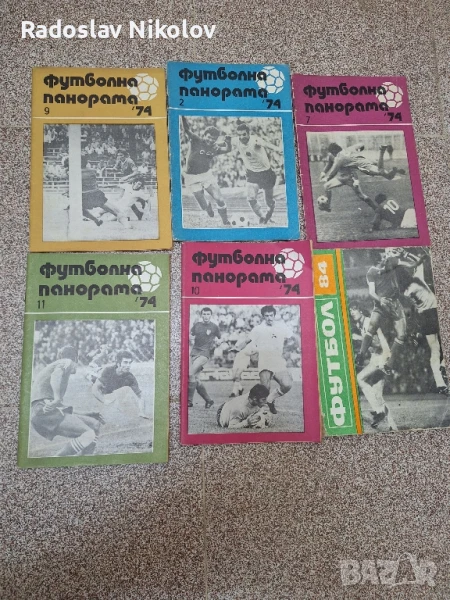 Radoslav Nikolov
футболна
панорама
9 '74
футболна
панорама
2 '74
футболна
панорама
7 '74
футболна
панорама
11 '74
футболна
панорама
10 '74
ФУТБОЛ 84
10
BAZAR